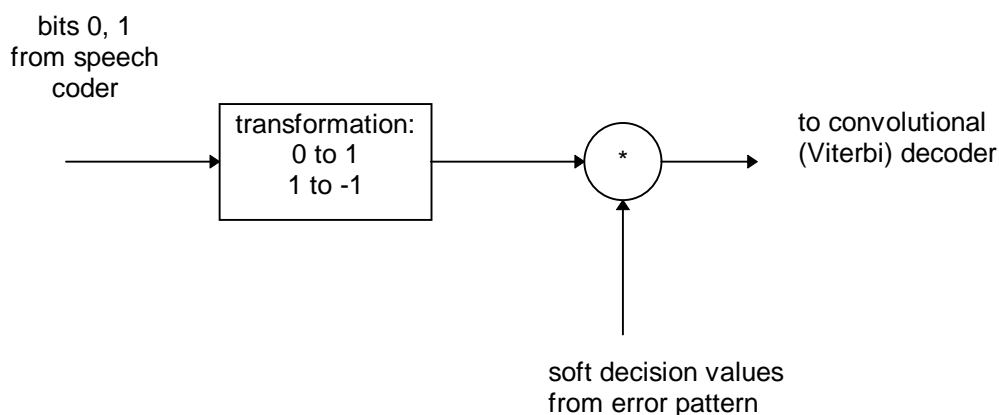 bits 0, 1
from speech
coder
transformation:
0 to 1
1 to -1
*
to convolutional
(Viterbi) decoder
soft decision values
from error pattern